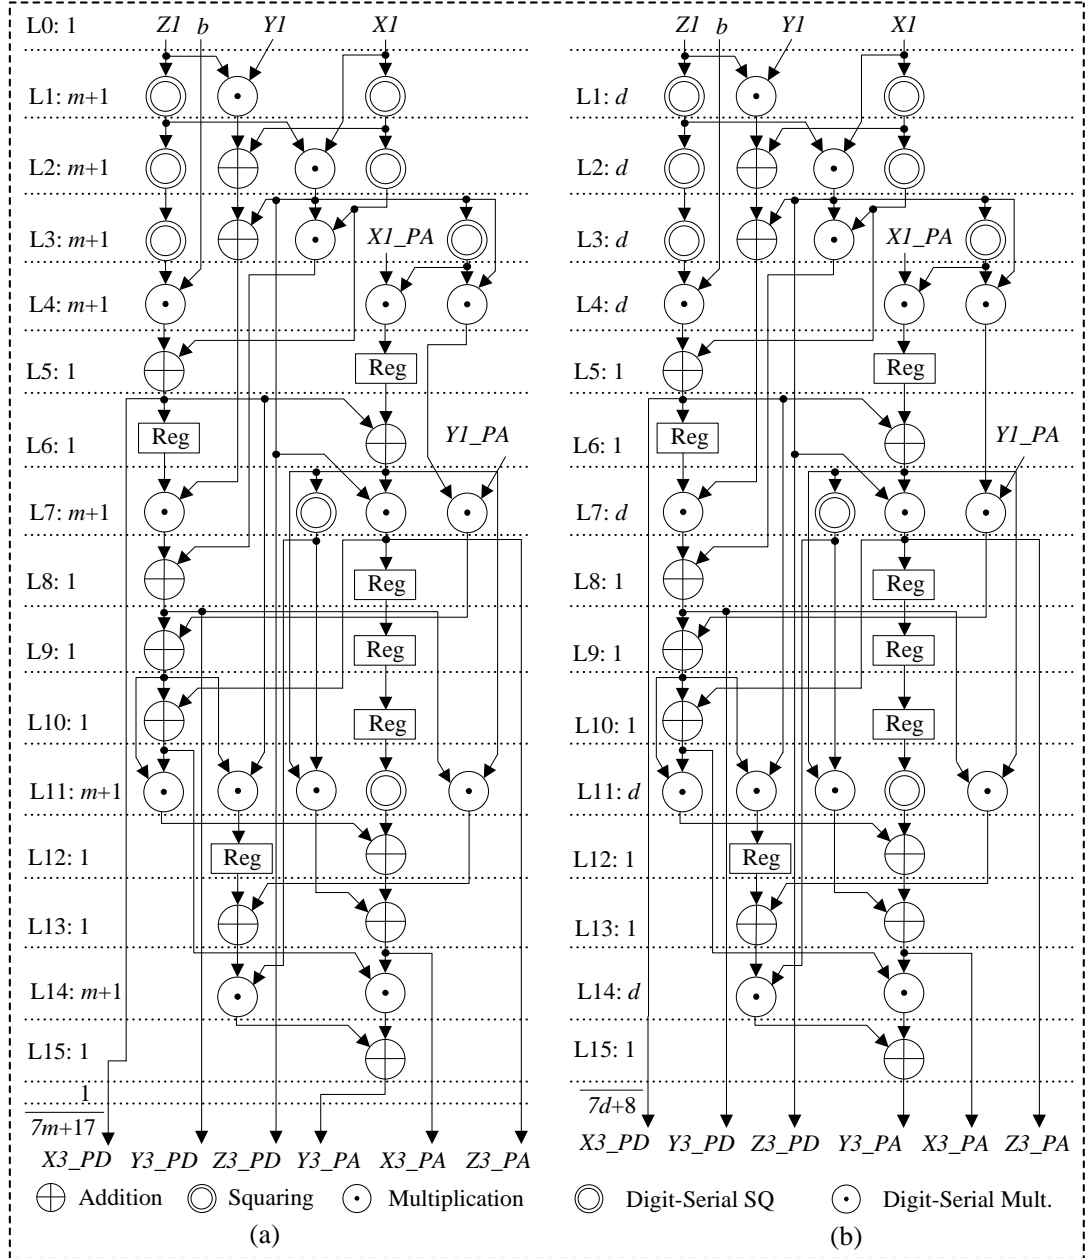 L0: 1 Z1 b Y1 X1 Z1 b Y1 X1
L1: m+1 L1: d
L2: m+1 L2: d
L3: m+1 X1_PA L3: d X1_PA
L4: m+1 L4: d
L5: 1 Reg L5: 1 Reg
L6: 1 Reg Y1_PA L6: 1 Reg Y1_PA
L7: m+1 L7: d
L8: 1 Reg L8: 1 Reg
L9: 1 Reg L9: 1 Reg
L10: 1 Reg L10: 1 Reg
L11: m+1 L11: d
L12: 1 Reg L12: 1 Reg
L13: 1 L13: 1
L14: m+1 L14: d
L15: 1 L15: 1
1
7m+17 7d+8
X3_PD Y3_PD Z3_PD Y3_PA X3_PA Z3_PA X3_PD Y3_PD Z3_PD Y3_PA X3_PA Z3_PA
Addition Squaring Multiplication Digit-Serial SQ Digit-Serial Mult.
(a) (b)